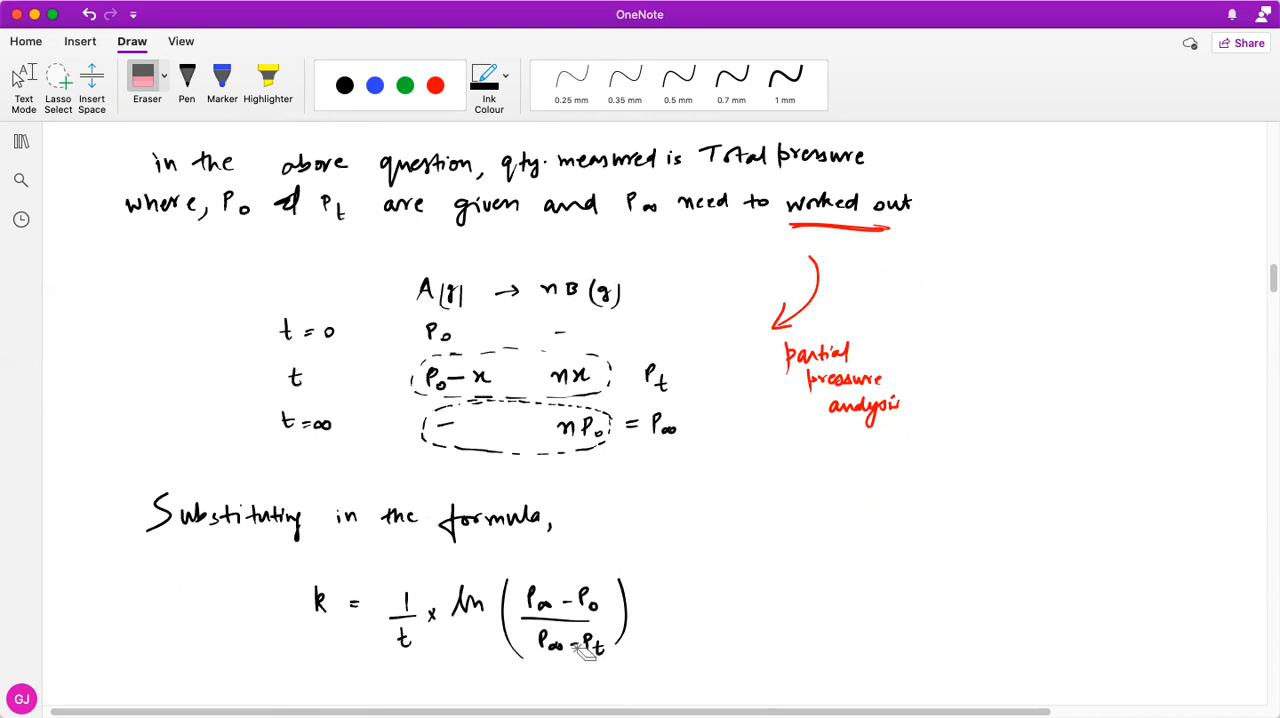 OneNote
Home Insert Draw View
Share
Text Mode
Lasso Select
Insert Space
Eraser
Pen
Marker
Highlighter
Ink Colour
0.25 mm 0.35 mm 0.5 mm 0.7 mm 1 mm
in the above question, qty. measured is Total pressure
where, P₀ & Pt are given and P∞ need to worked out
A(g) → nB(g)
t = 0 P₀ -
t P₀ - x nx Pt
t = ∞ - nP₀ = P∞
partial
pressure
analysis
Substituting in the formula,
k = 1/t × ln (P∞ - P₀ / P∞ - Pt)
GJ